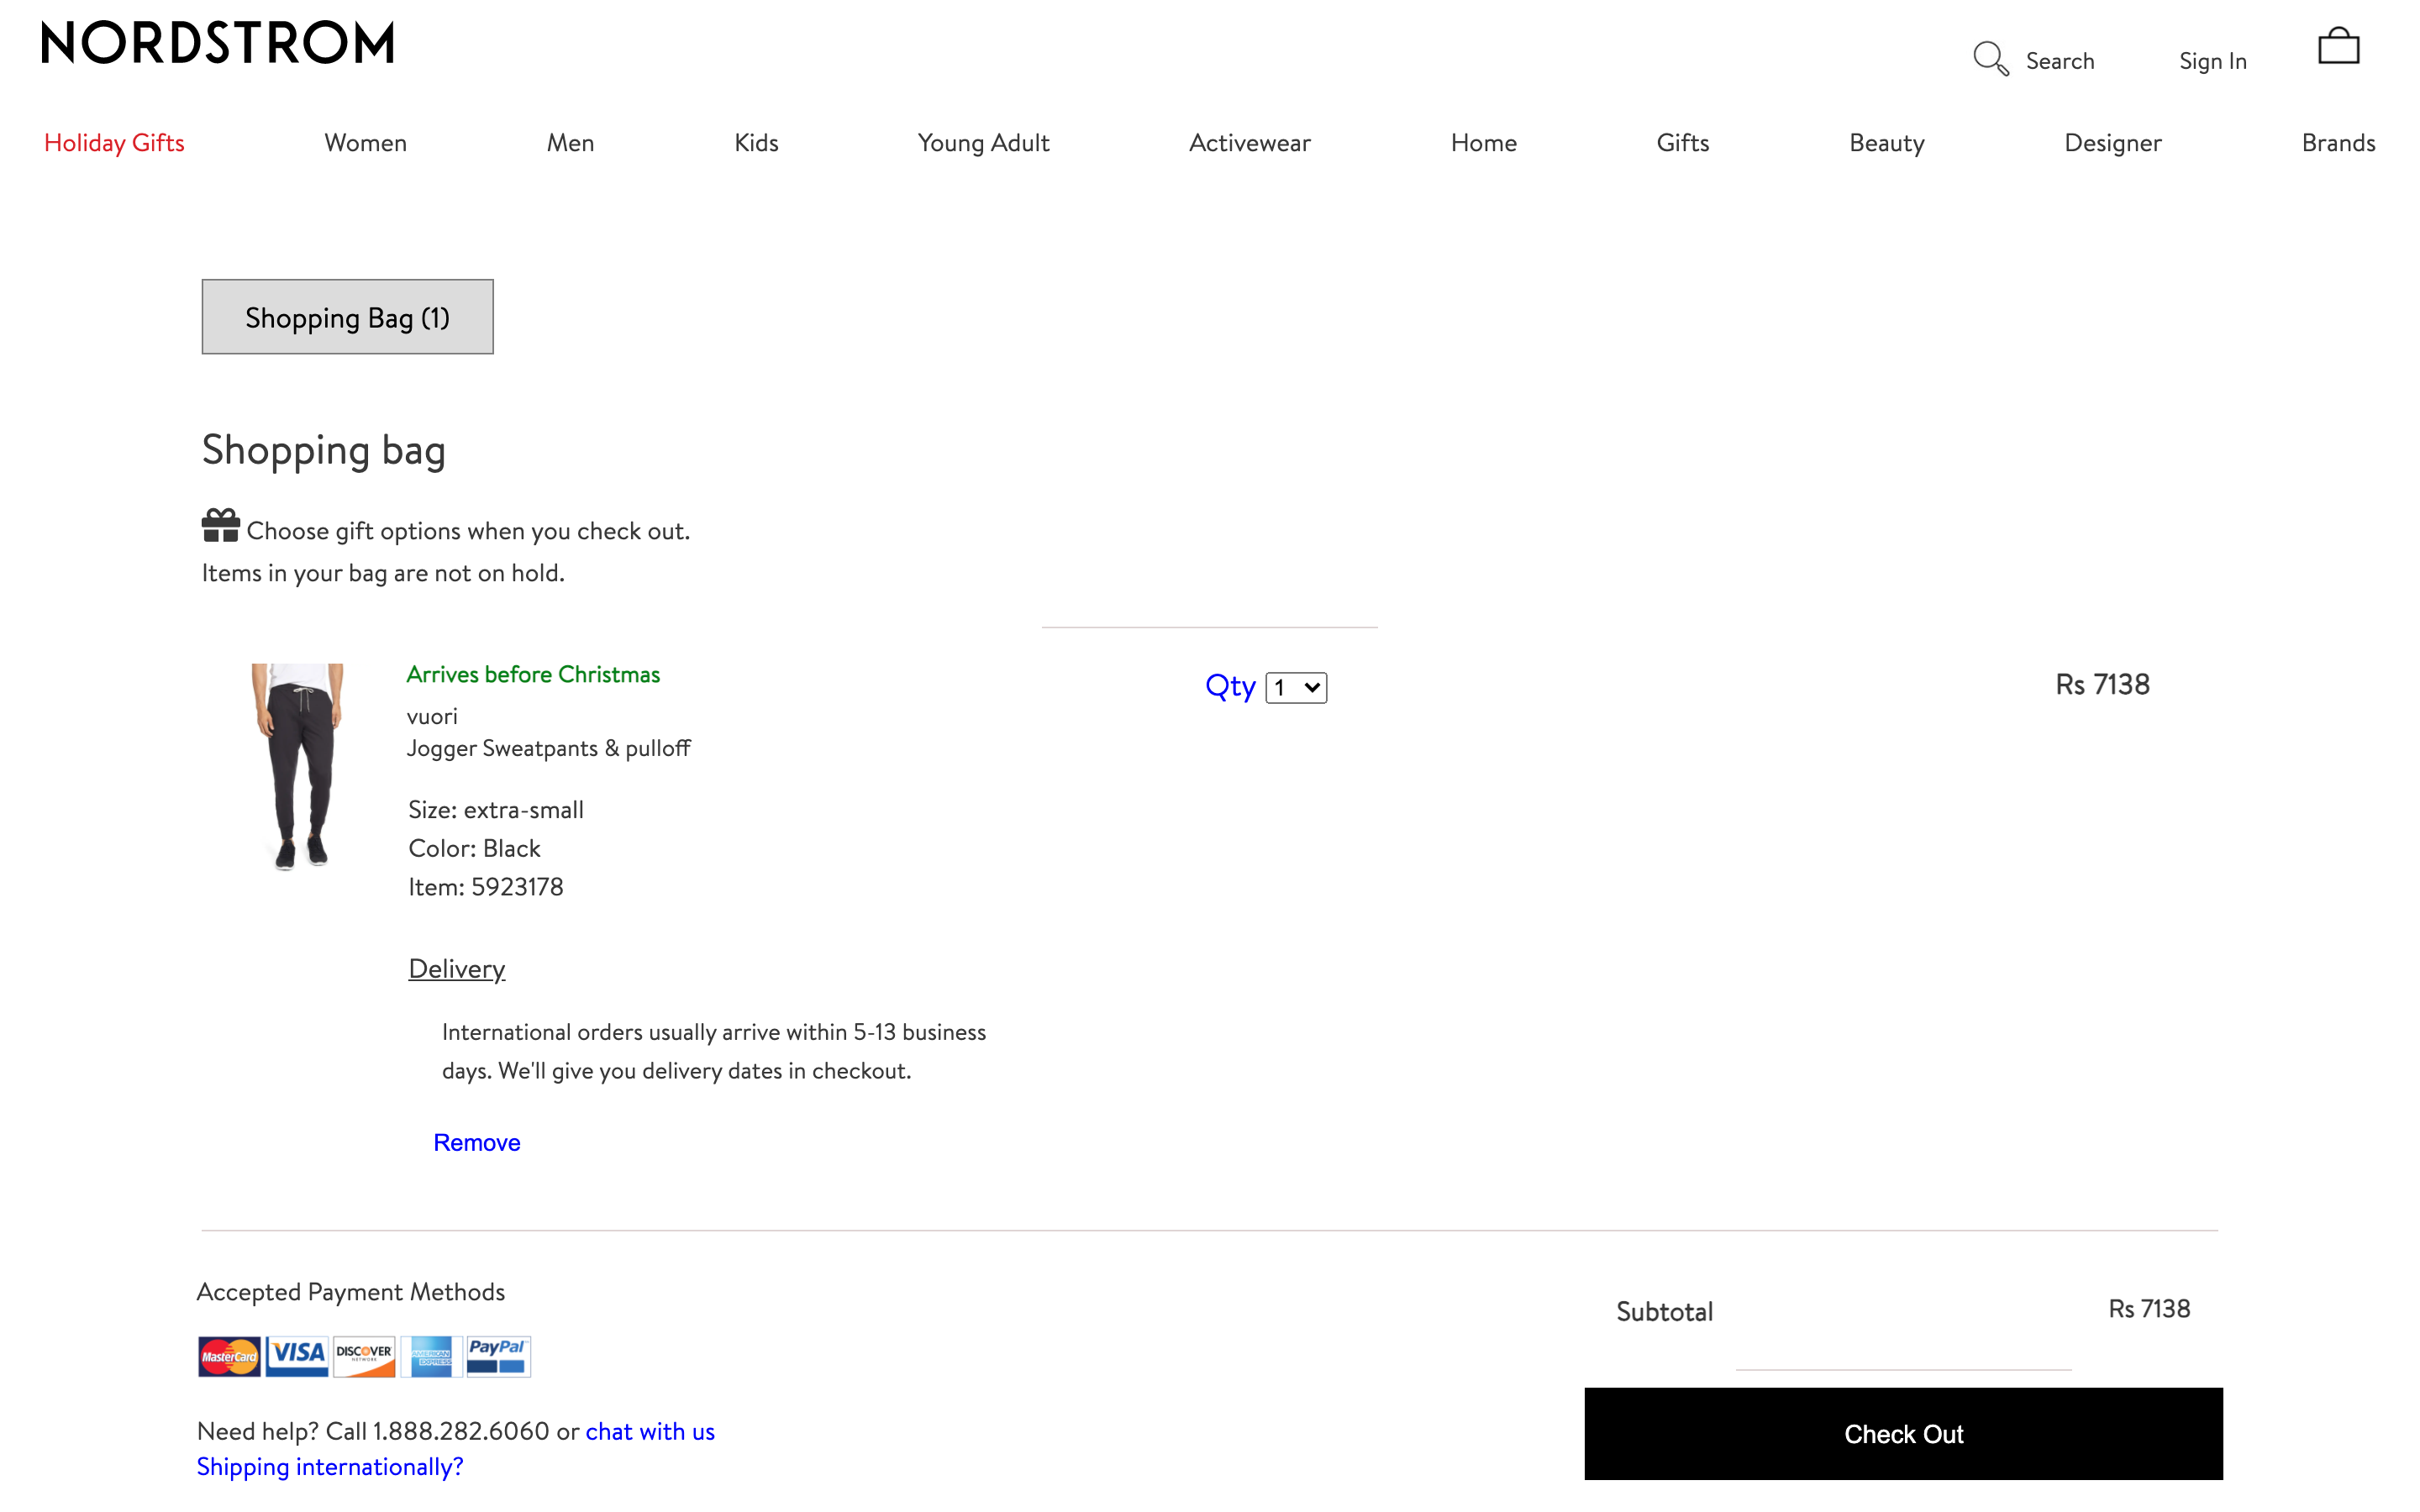 NORDSTROM
Search
Sign In
Holiday Gifts Women Men Kids Young Adult Activewear Home Gifts Beauty Designer Brands
Shopping Bag (1)
Shopping bag
Choose gift options when you check out.
Items in your bag are not on hold.
Arrives before Christmas
vuori
Jogger Sweatpants & pulloff
Size: extra-small
Color: Black
Item: 5923178
Delivery
International orders usually arrive within 5-13 business
days. We'll give you delivery dates in checkout.
Remove
Qty 1
Rs 7138
Accepted Payment Methods
MasterCard VISA DISCOVER NETWORK AMERICAN EXPRESS PayPal
Need help? Call 1.888.282.6060 or chat with us
Shipping internationally?
Subtotal Rs 7138
Check Out